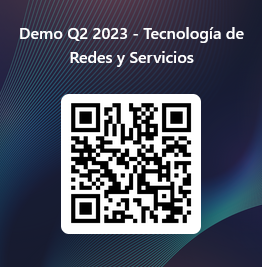 Demo Q2 2023 - Tecnología de
Redes y Servicios